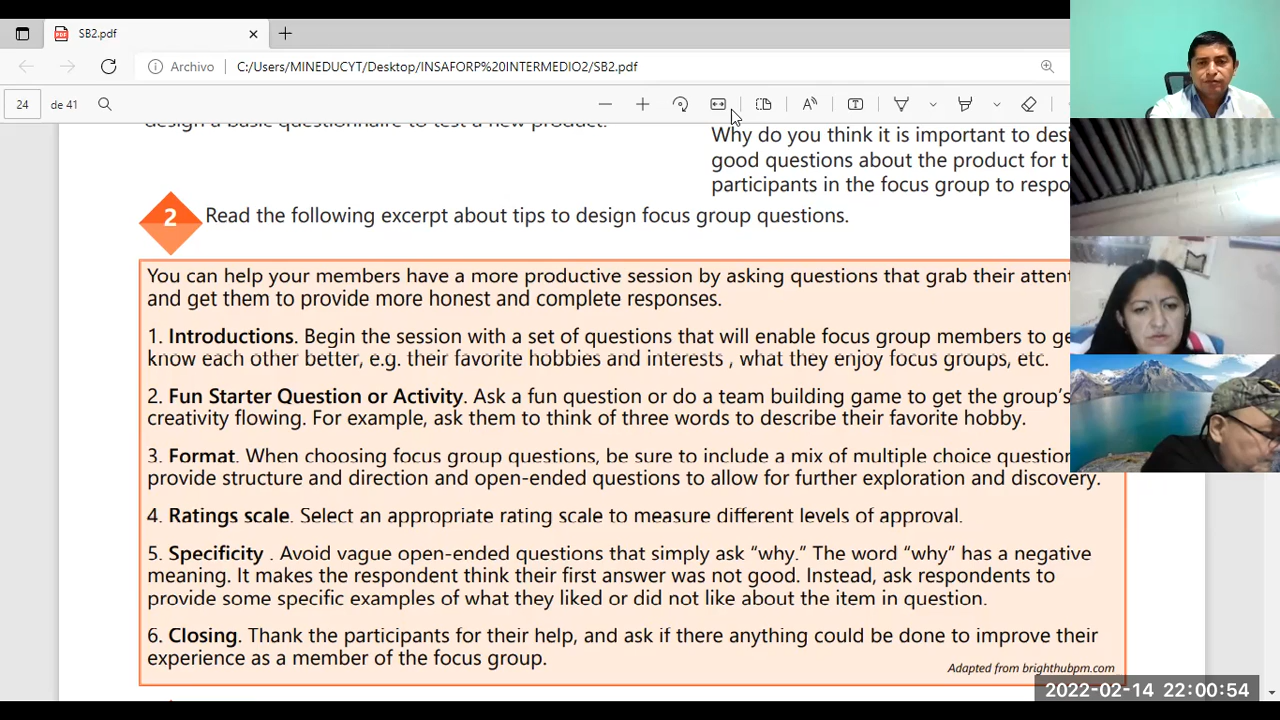 SB2.pdf
Archivo C:/Users/MINEDUCYT/Desktop/INSAFORP%20INTERMEDIO2/SB2.pdf
24 de 41
design a basic questionnaire to test a new product.
Why do you think it is important to desi
good questions about the product for t
participants in the focus group to respo
2 Read the following excerpt about tips to design focus group questions.
You can help your members have a more productive session by asking questions that grab their attent
and get them to provide more honest and complete responses.
1. Introductions. Begin the session with a set of questions that will enable focus group members to ge
know each other better, e.g. their favorite hobbies and interests , what they enjoy focus groups, etc.
2. Fun Starter Question or Activity. Ask a fun question or do a team building game to get the group's
creativity flowing. For example, ask them to think of three words to describe their favorite hobby.
3. Format. When choosing focus group questions, be sure to include a mix of multiple choice question
provide structure and direction and open-ended questions to allow for further exploration and discovery.
4. Ratings scale. Select an appropriate rating scale to measure different levels of approval.
5. Specificity . Avoid vague open-ended questions that simply ask “why.” The word “why” has a negative
meaning. It makes the respondent think their first answer was not good. Instead, ask respondents to
provide some specific examples of what they liked or did not like about the item in question.
6. Closing. Thank the participants for their help, and ask if there anything could be done to improve their
experience as a member of the focus group.
Adapted from brighthubpm.com
2022-02-14 22:00:54